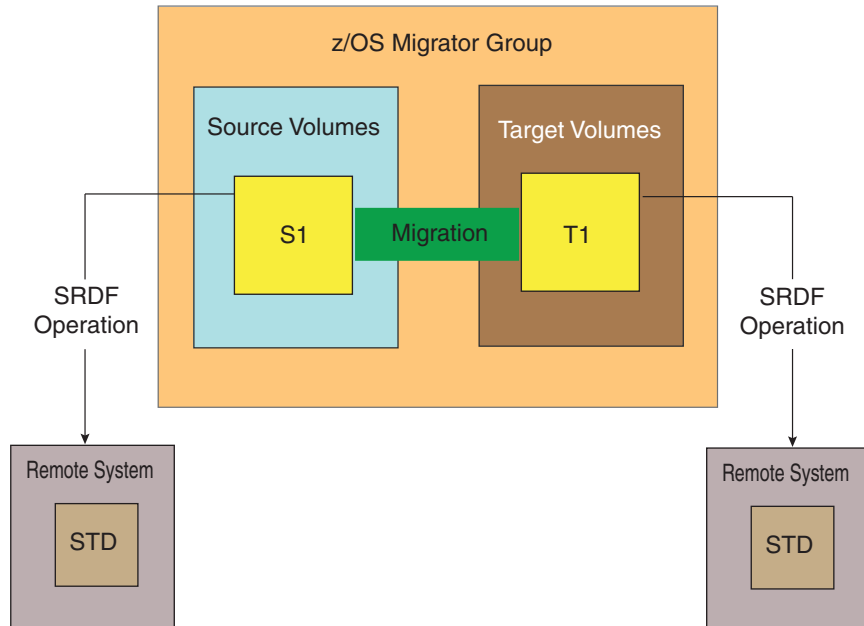 z/OS Migrator Group
Source Volumes
Target Volumes
S1
Migration
T1
SRDF
Operation
SRDF
Operation
Remote System
STD
Remote System
STD